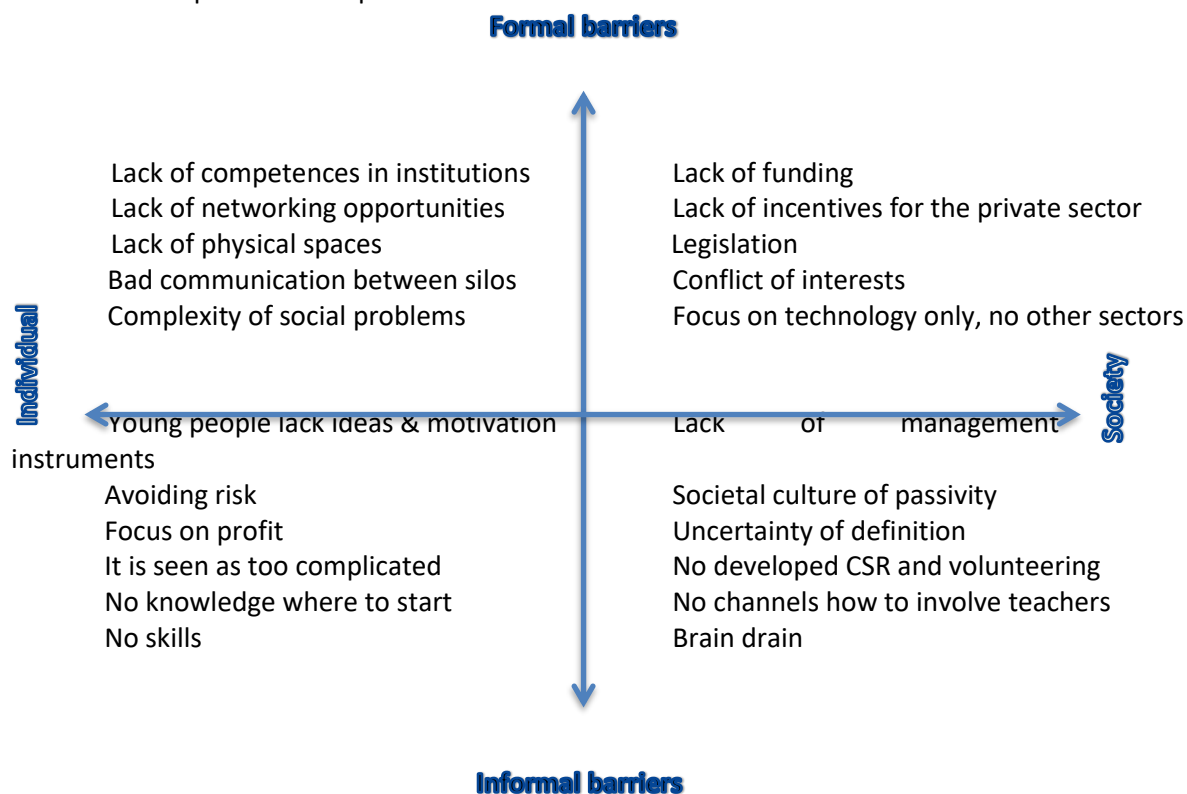 Formal barriers
Lack of competences in institutions Lack of funding
Lack of networking opportunities Lack of incentives for the private sector
Lack of physical spaces Legislation
Bad communication between silos Conflict of interests
Complexity of social problems Focus on technology only, no other sectors
Individual
Society
Young people lack ideas & motivation Lack of management
instruments
Avoiding risk Societal culture of passivity
Focus on profit Uncertainty of definition
It is seen as too complicated No developed CSR and volunteering
No knowledge where to start No channels how to involve teachers
No skills Brain drain
Informal barriers